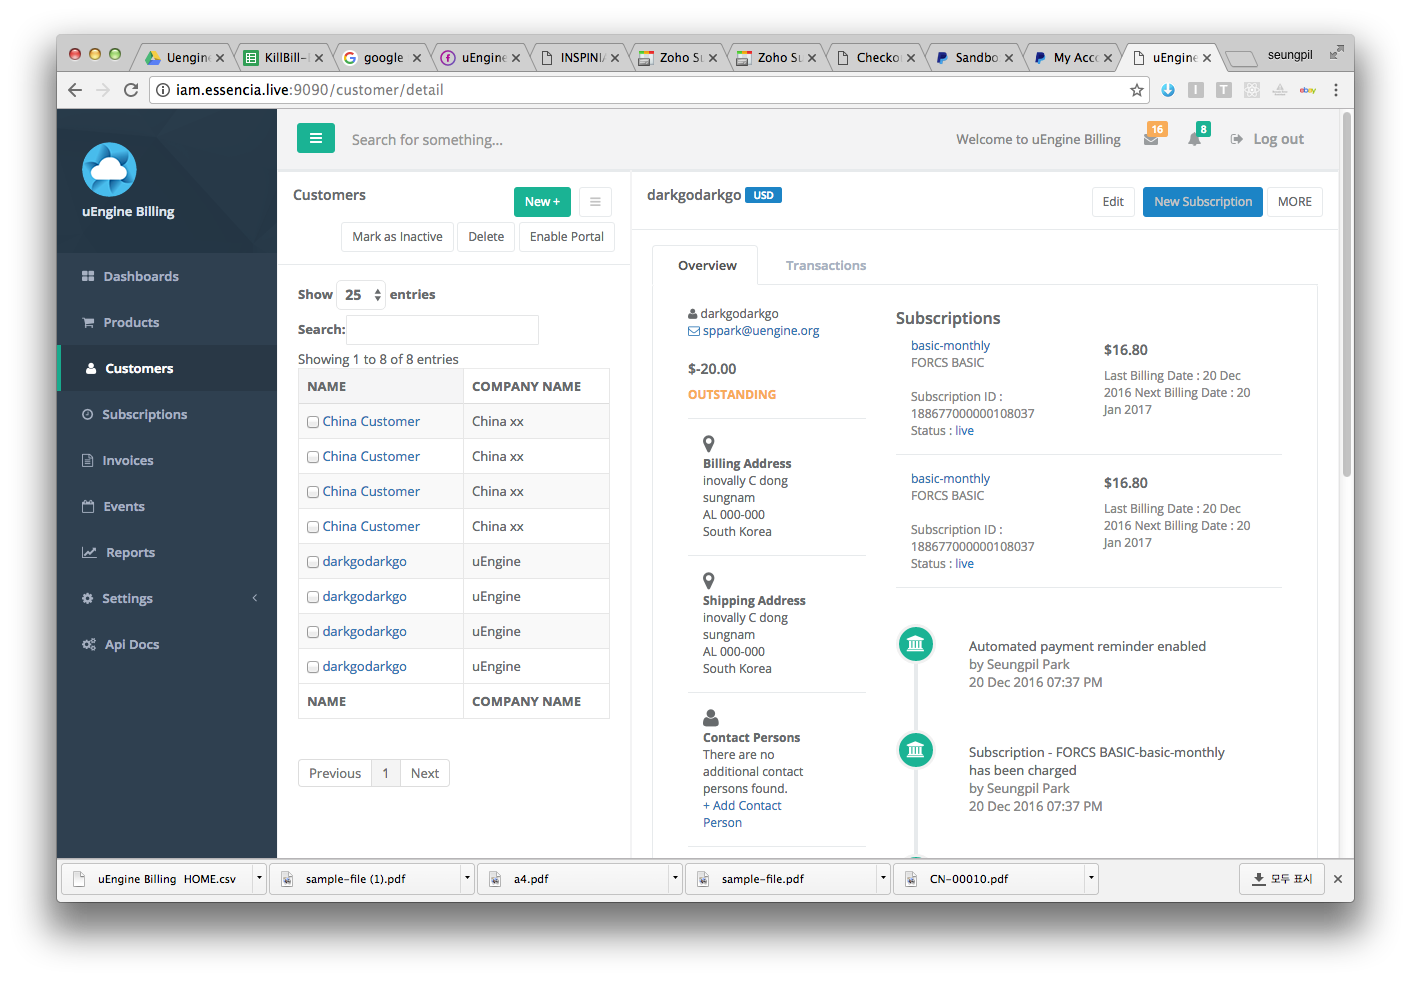 Uengin
KillBill-
google
uEngine
INSPINI
Zoho Su
Zoho Su
Checko
Sandbo
My Acc
uEngine
seungpil
iam.essencia.live:9090/customer/detail
I
T
ebay
uEngine Billing
Dashboards
Products
Customers
Subscriptions
Invoices
Events
Reports
Settings
Api Docs
Search for something...
Welcome to uEngine Billing
16
8
Log out
Customers
New +
Mark as Inactive
Delete
Enable Portal
Show 25 entries
Search:
Showing 1 to 8 of 8 entries
NAME COMPANY NAME
China Customer China xx
China Customer China xx
China Customer China xx
China Customer China xx
darkgodarkgo uEngine
darkgodarkgo uEngine
darkgodarkgo uEngine
darkgodarkgo uEngine
NAME COMPANY NAME
Previous 1 Next
darkgodarkgo USD
Edit
New Subscription
MORE
Overview
Transactions
darkgodarkgo
sppark@uengine.org
$-20.00
OUTSTANDING
Billing Address
inovally C dong
sungnam
AL 000-000
South Korea
Shipping Address
inovally C dong
sungnam
AL 000-000
South Korea
Contact Persons
There are no
additional contact
persons found.
+ Add Contact
Person
Subscriptions
basic-monthly
FORCS BASIC
Subscription ID :
188677000000108037
Status : live
$16.80
Last Billing Date : 20 Dec
2016 Next Billing Date : 20
Jan 2017
basic-monthly
FORCS BASIC
Subscription ID :
188677000000108037
Status : live
$16.80
Last Billing Date : 20 Dec
2016 Next Billing Date : 20
Jan 2017
Automated payment reminder enabled
by Seungpil Park
20 Dec 2016 07:37 PM
Subscription - FORCS BASIC-basic-monthly
has been charged
by Seungpil Park
20 Dec 2016 07:37 PM
uEngine Billing HOME.csv
sample-file (1).pdf
a4.pdf
sample-file.pdf
CN-00010.pdf
모두 표시